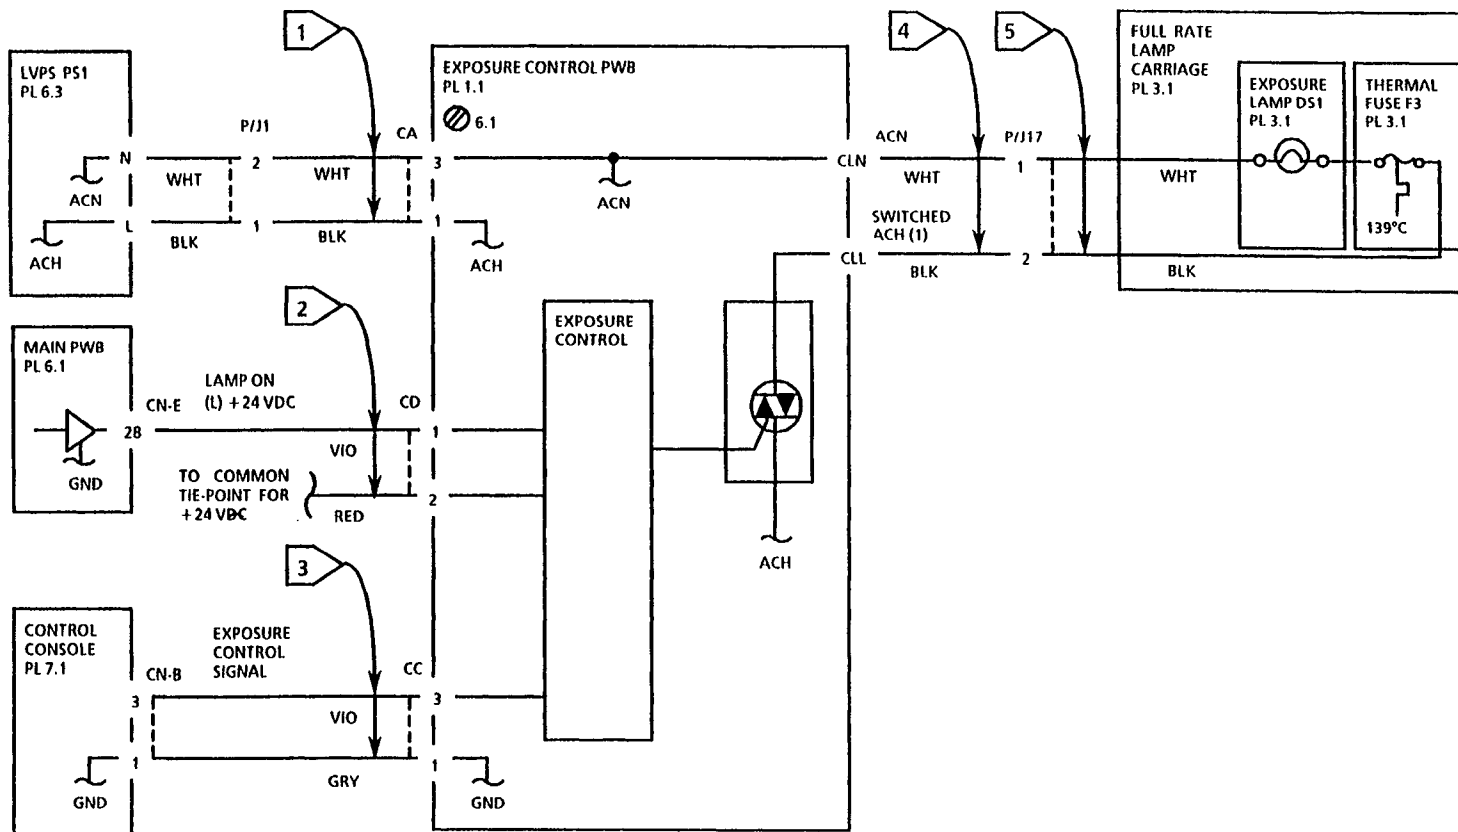 1
4
5
LVPS PS1
PL 6.3
N
ACN
L
ACH
P/J1
2
WHT
WHT
1
BLK
BLK
CA
3
1
EXPOSURE CONTROL PWB
PL 1.1
6.1
ACN
ACH
CLN
CLL
ACN
WHT
SWITCHED
ACH (1)
BLK
P/J17
1
2
FULL RATE
LAMP
CARRIAGE
PL 3.1
WHT
BLK
EXPOSURE
LAMP DS1
PL 3.1
THERMAL
FUSE F3
PL 3.1
139°C
2
MAIN PWB
PL 6.1
GND
CN-E
28
LAMP ON
(L) +24 VDC
VIO
TO COMMON
TIE-POINT FOR
+24 VDC
RED
CD
1
2
EXPOSURE
CONTROL
ACH
3
CONTROL
CONSOLE
PL 7.1
CN-B
3
1
GND
EXPOSURE
CONTROL
SIGNAL
VIO
GRY
CC
3
1
GND